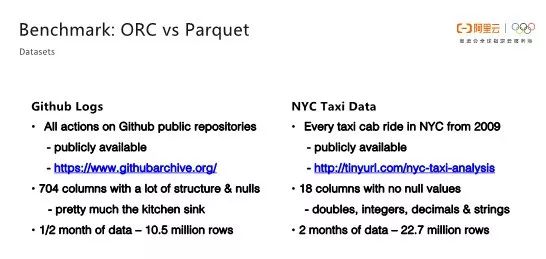 Benchmark: ORC vs Parquet
Datasets
阿里云
Github Logs
• All actions on Github public repositories
- publicly available
- https://www.githubarchive.org/
• 704 columns with a lot of structure & nulls
- pretty much the kitchen sink
• 1/2 month of data – 10.5 million rows
NYC Taxi Data
• Every taxi cab ride in NYC from 2009
- publicly available
- http://tinyurl.com/nyc-taxi-analysis
• 18 columns with no null values
- doubles, integers, decimals & strings
• 2 months of data – 22.7 million rows